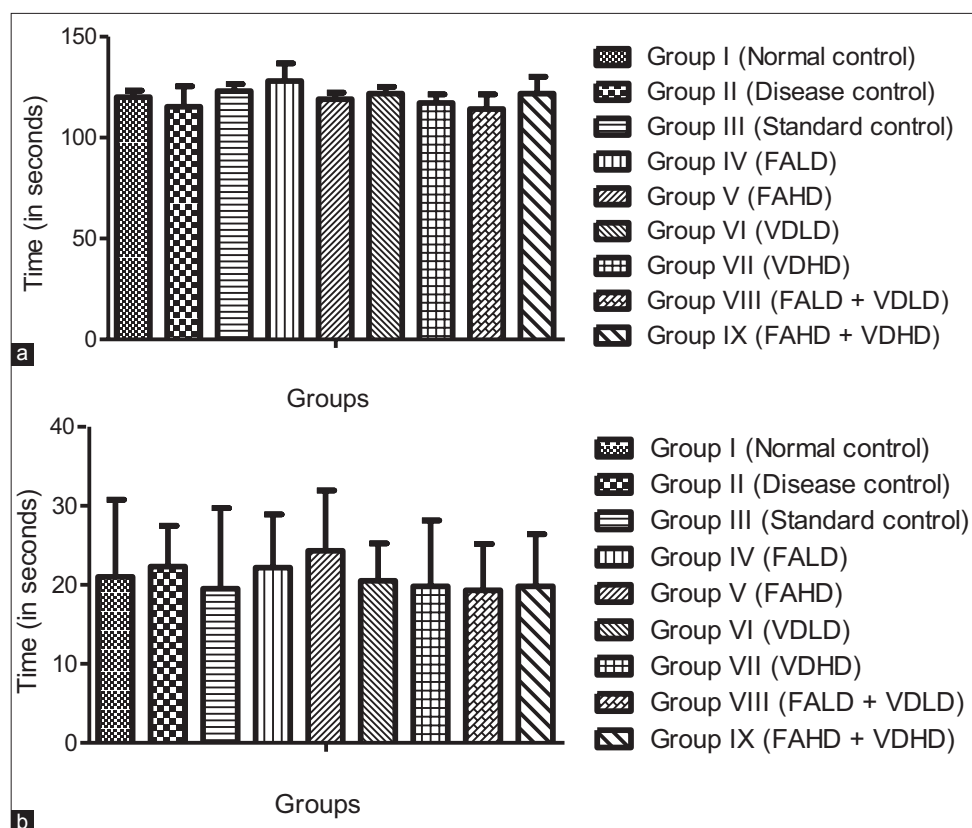 150
100
50
0
Time (in seconds)
Groups
Group I (Normal control)
Group II (Disease control)
Group III (Standard control)
Group IV (FALD)
Group V (FAHD)
Group VI (VDLD)
Group VII (VDHD)
Group VIII (FALD + VDLD)
Group IX (FAHD + VDHD)
a
40
30
20
10
0
Time (in seconds)
Groups
Group I (Normal control)
Group II (Disease control)
Group III (Standard control)
Group IV (FALD)
Group V (FAHD)
Group VI (VDLD)
Group VII (VDHD)
Group VIII (FALD + VDLD)
Group IX (FAHD + VDHD)
b